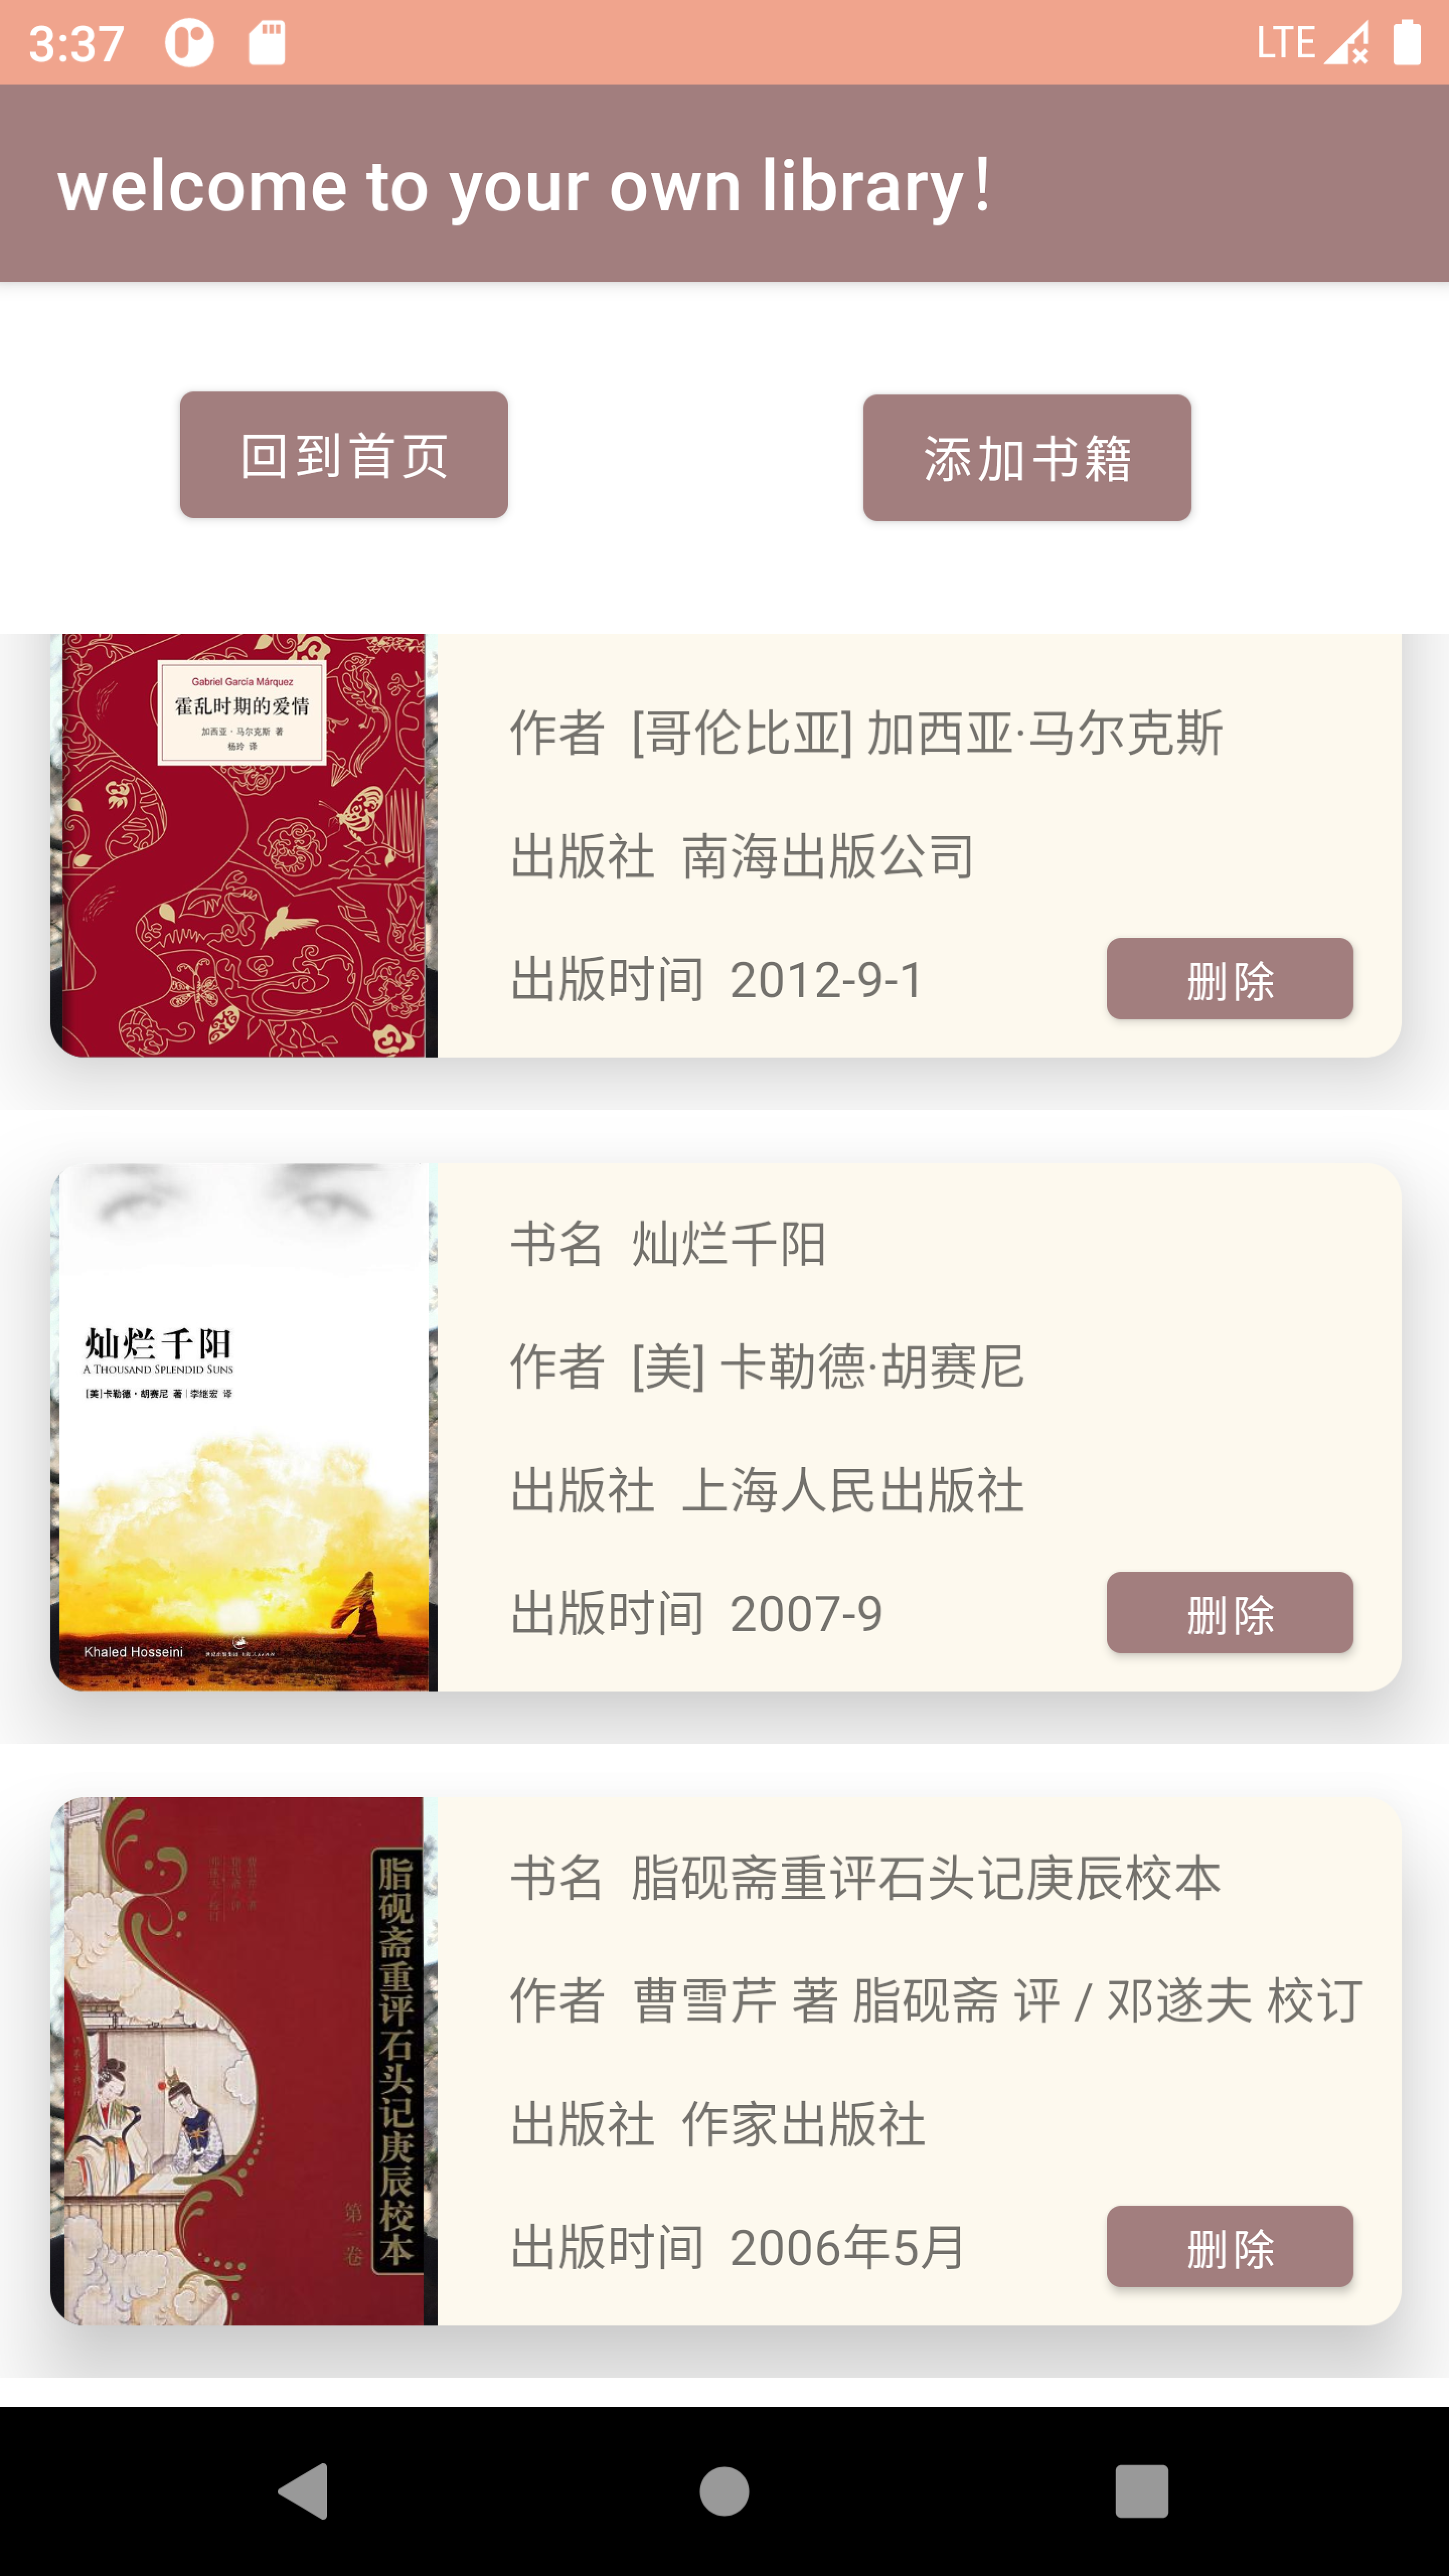 3:37
LTE
welcome to your own library！
回到首页
添加书籍
Gabriel García Márquez
霍乱时期的爱情
加西亚·马尔克斯 著
杨玲 译
作者 [哥伦比亚] 加西亚·马尔克斯
出版社 南海出版公司
出版时间 2012-9-1
删除
灿烂千阳
A THOUSAND SPLENDID SUNS
[美]卡勒德·胡赛尼 著 | 李继宏 译
Khaled Hosseini
书名 灿烂千阳
作者 [美] 卡勒德·胡赛尼
出版社 上海人民出版社
出版时间 2007-9
删除
脂砚斋重评石头记庚辰校本
第一卷
书名 脂砚斋重评石头记庚辰校本
作者 曹雪芹 著 脂砚斋 评 / 邓遂夫 校订
出版社 作家出版社
出版时间 2006年5月
删除